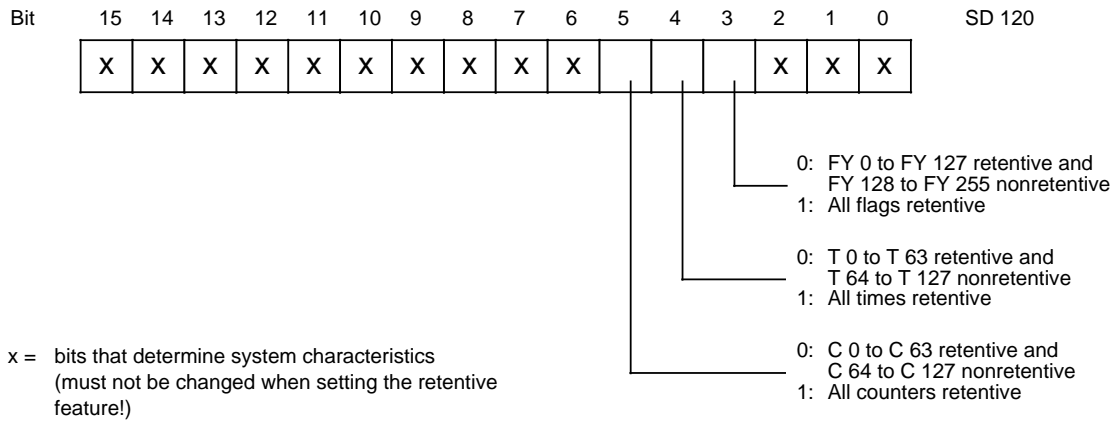 Bit 15 14 13 12 11 10 9 8 7 6 5 4 3 2 1 0 SD 120
x x x x x x x x x x x x x
0: FY 0 to FY 127 retentive and
FY 128 to FY 255 nonretentive
1: All flags retentive
0: T 0 to T 63 retentive and
T 64 to T 127 nonretentive
1: All times retentive
0: C 0 to C 63 retentive and
C 64 to C 127 nonretentive
1: All counters retentive
x = bits that determine system characteristics
(must not be changed when setting the retentive
feature!)